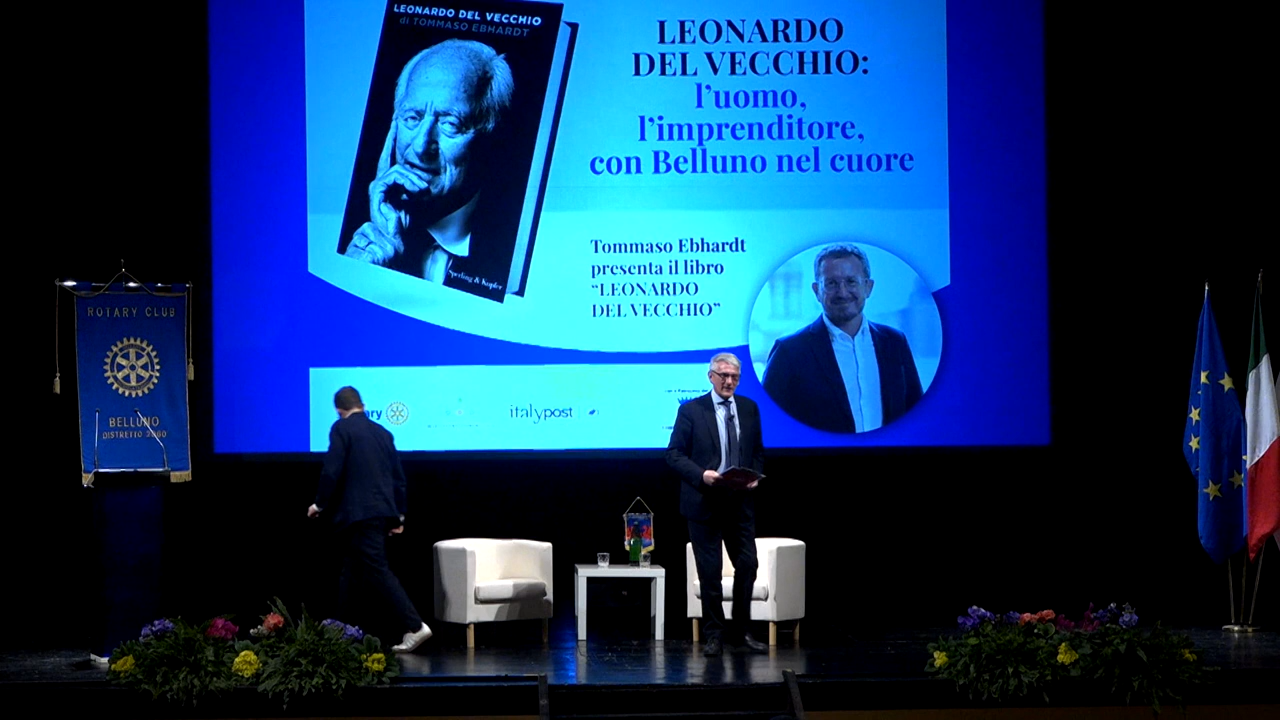 LEONARDO DEL VECCHIO
di TOMMASO EBHARDT
Sperling & Kupfer
LEONARDO
DEL VECCHIO:
l'uomo,
l'imprenditore,
con Belluno nel cuore
Tommaso Ebhardt
presenta il libro
“LEONARDO
DEL VECCHIO”
italypost
ROTARY CLUB
BELLUNO